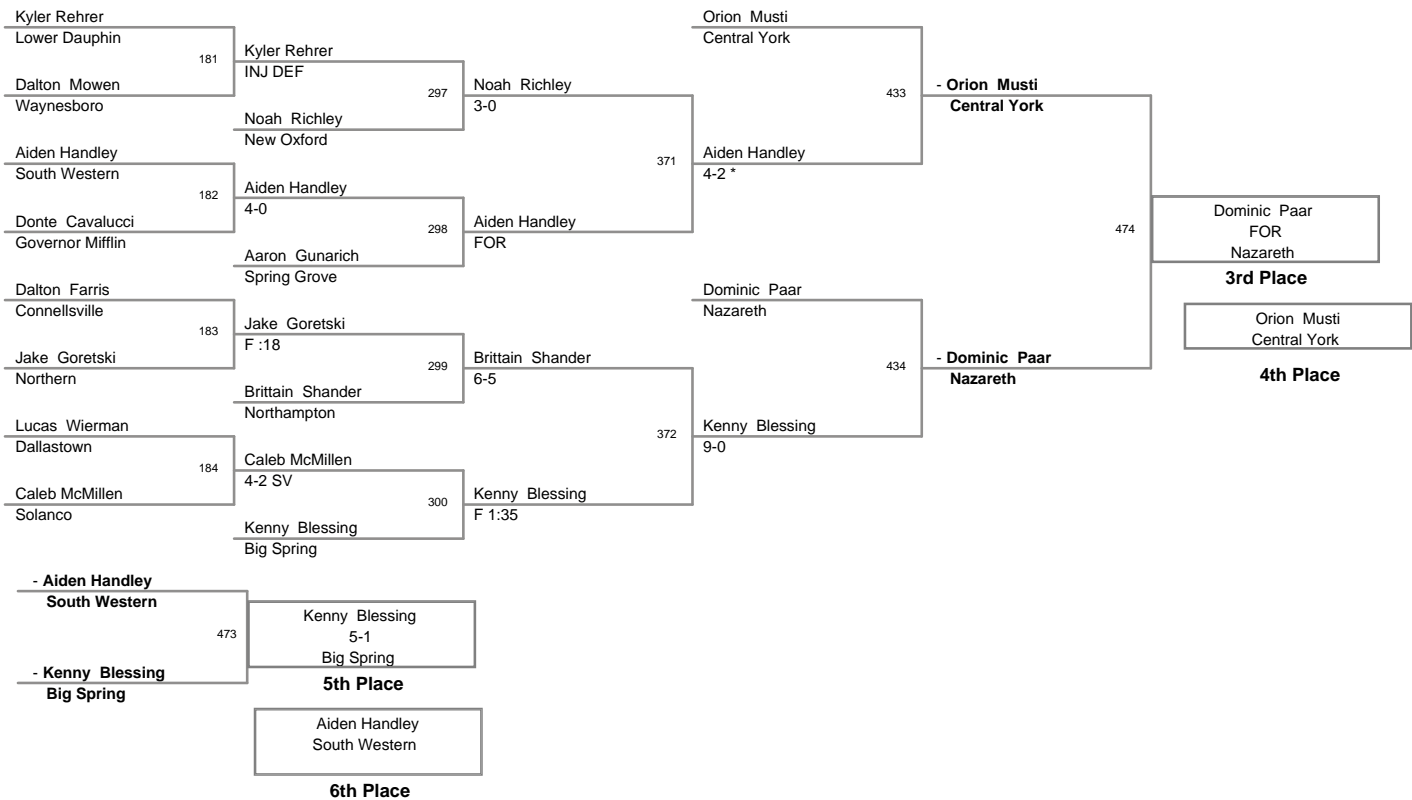 Kyler Rehrer
Lower Dauphin
181
Dalton Mowen
Waynesboro
Aiden Handley
South Western
182
Donte Cavalucci
Governor Mifflin
Dalton Farris
Connellsville
183
Jake Goretski
Northern
Lucas Wierman
Dallastown
184
Caleb McMillen
Solanco
Kyler Rehrer
INJ DEF
297
Noah Richley
New Oxford
Aiden Handley
4-0
298
Aaron Gunarich
Spring Grove
Jake Goretski
F :18
299
Brittain Shander
Northampton
Caleb McMillen
4-2 SV
300
Kenny Blessing
Big Spring
Noah Richley
3-0
371
Aiden Handley
FOR
Brittain Shander
6-5
372
Kenny Blessing
F 1:35
Orion Musti
Central York
433
Aiden Handley
4-2 *
Dominic Paar
Nazareth
434
Kenny Blessing
9-0
- Orion Musti
Central York
474
- Dominic Paar
Nazareth
Dominic Paar
FOR
Nazareth
3rd Place
Orion Musti
Central York
4th Place
- Aiden Handley
South Western
473
- Kenny Blessing
Big Spring
Kenny Blessing
5-1
Big Spring
5th Place
Aiden Handley
South Western
6th Place